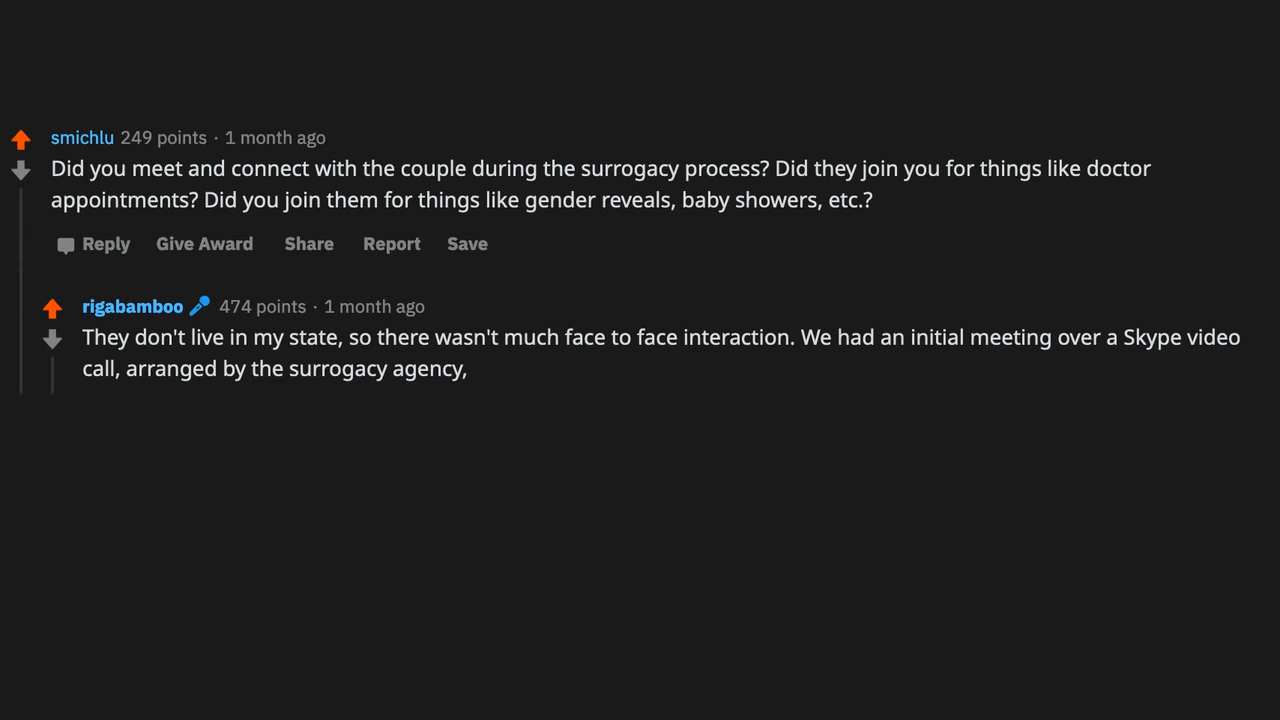 smichlu 249 points · 1 month ago
Did you meet and connect with the couple during the surrogacy process? Did they join you for things like doctor
appointments? Did you join them for things like gender reveals, baby showers, etc.?
Reply Give Award Share Report Save
rigabamboo 474 points · 1 month ago
They don't live in my state, so there wasn't much face to face interaction. We had an initial meeting over a Skype video
call, arranged by the surrogacy agency,